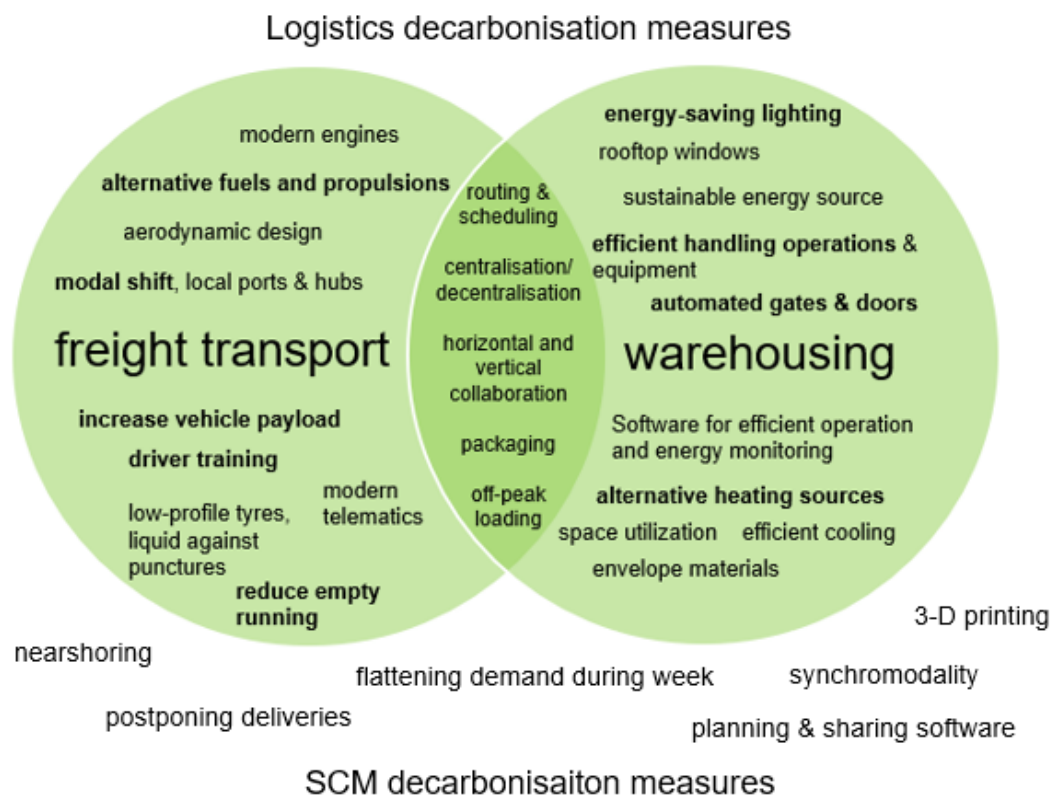 Logistics decarbonisation measures
modern engines
alternative fuels and propulsions
aerodynamic design
modal shift, local ports & hubs
freight transport
increase vehicle payload
driver training
modern
telematics
low-profile tyres,
liquid against
punctures
reduce empty
running
routing &
scheduling
centralisation/
decentralisation
horizontal and
vertical
collaboration
packaging
off-peak
loading
energy-saving lighting
rooftop windows
sustainable energy source
efficient handling operations &
equipment
automated gates & doors
warehousing
Software for efficient operation
and energy monitoring
alternative heating sources
space utilization
efficient cooling
envelope materials
3-D printing
nearshoring
flattening demand during week
synchromodality
postponing deliveries
planning & sharing software
SCM decarbonisaiton measures